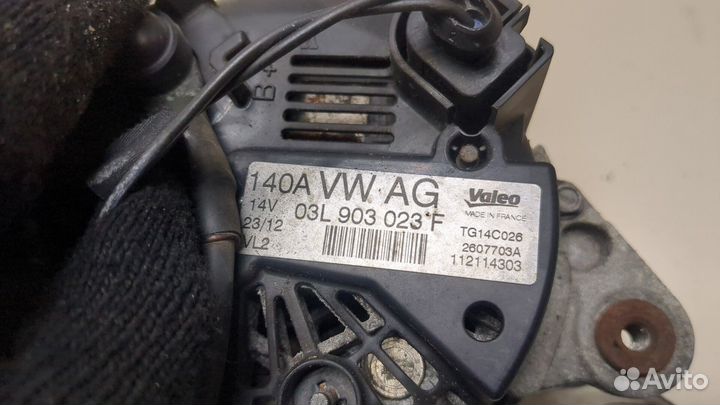 B+
140A VW AG
Valeo
14V
03L 903 023 F
MADE IN FRANCE
23/12
TG14C026
VL2
2607703A
112114303
Avito